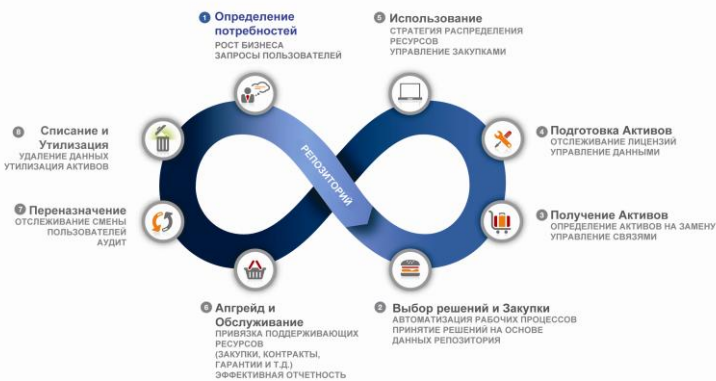 1 Определение
потребностей
РОСТ БИЗНЕСА
ЗАПРОСЫ ПОЛЬЗОВАТЕЛЕЙ
5 Использование
СТРАТЕГИЯ РАСПРЕДЕЛЕНИЯ
РЕСУРСОВ
УПРАВЛЕНИЕ ЗАКУПКАМИ
8 Списание и
Утилизация
УДАЛЕНИЕ ДАННЫХ
УТИЛИЗАЦИЯ АКТИВОВ
РЕПОЗИТОРИЙ
4 Подготовка Активов
ОТСЛЕЖИВАНИЕ ЛИЦЕНЗИЙ
УПРАВЛЕНИЕ ДАННЫМИ
7 Переназначение
ОТСЛЕЖИВАНИЕ СМЕНЫ
ПОЛЬЗОВАТЕЛЕЙ
АУДИТ
3 Получение Активов
ОПРЕДЕЛЕНИЕ АКТИВОВ НА ЗАМЕНУ
УПРАВЛЕНИЕ СВЯЗЯМИ
6 Апгрейд и
Обслуживание
ПРИВЯЗКА ПОДДЕРЖИВАЮЩИХ
РЕСУРСОВ
(ЗАКУПКИ, КОНТРАКТЫ,
ГАРАНТИИ И Т.Д.)
ЭФФЕКТИВНАЯ ОТЧЕТНОСТЬ
2 Выбор решений и Закупки
АВТОМАТИЗАЦИЯ РАБОЧИХ ПРОЦЕССОВ
ПРИНЯТИЕ РЕШЕНИЙ НА ОСНОВЕ
ДАННЫХ РЕПОЗИТОРИЯ